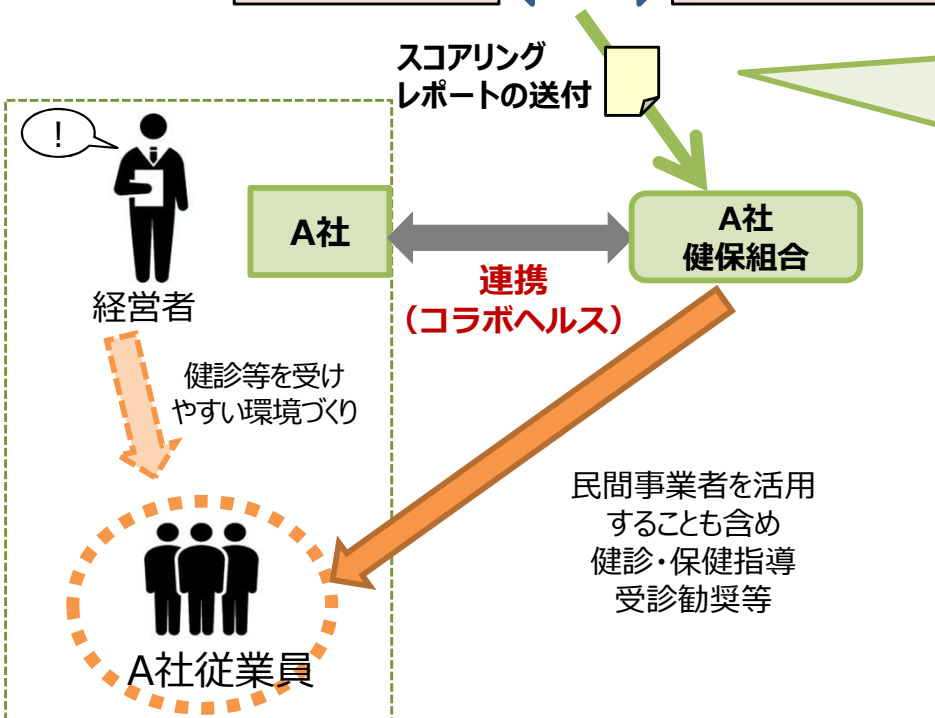 スコアリング
レポートの送付
!
A社
A社
健保組合
連携
(コラボヘルス)
経営者
健診等を受け
やすい環境づくり
民間事業者を活用
することも含め
健診・保健指導
受診勧奨等
A社従業員